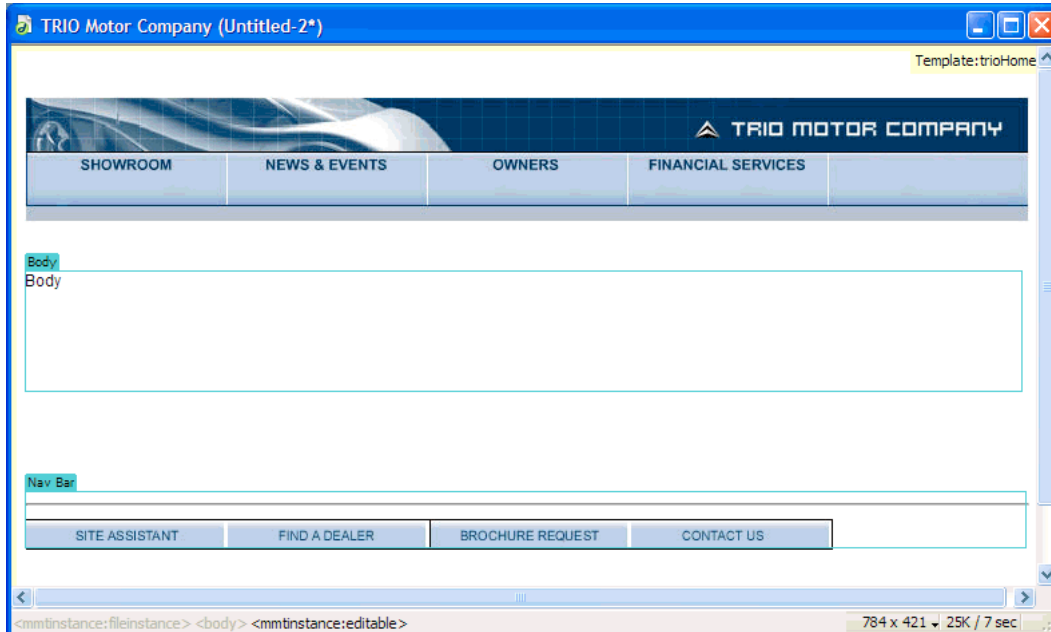 TRIO Motor Company (Untitled-2*)
Template:trioHome
TRIO MOTOR COMPANY
SHOWROOM NEWS & EVENTS OWNERS FINANCIAL SERVICES
Body
Body
Nav Bar
SITE ASSISTANT FIND A DEALER BROCHURE REQUEST CONTACT US
<mmtinstance:fileinstance> <body> <mmtinstance:editable> 784 x 421 25K / 7 sec